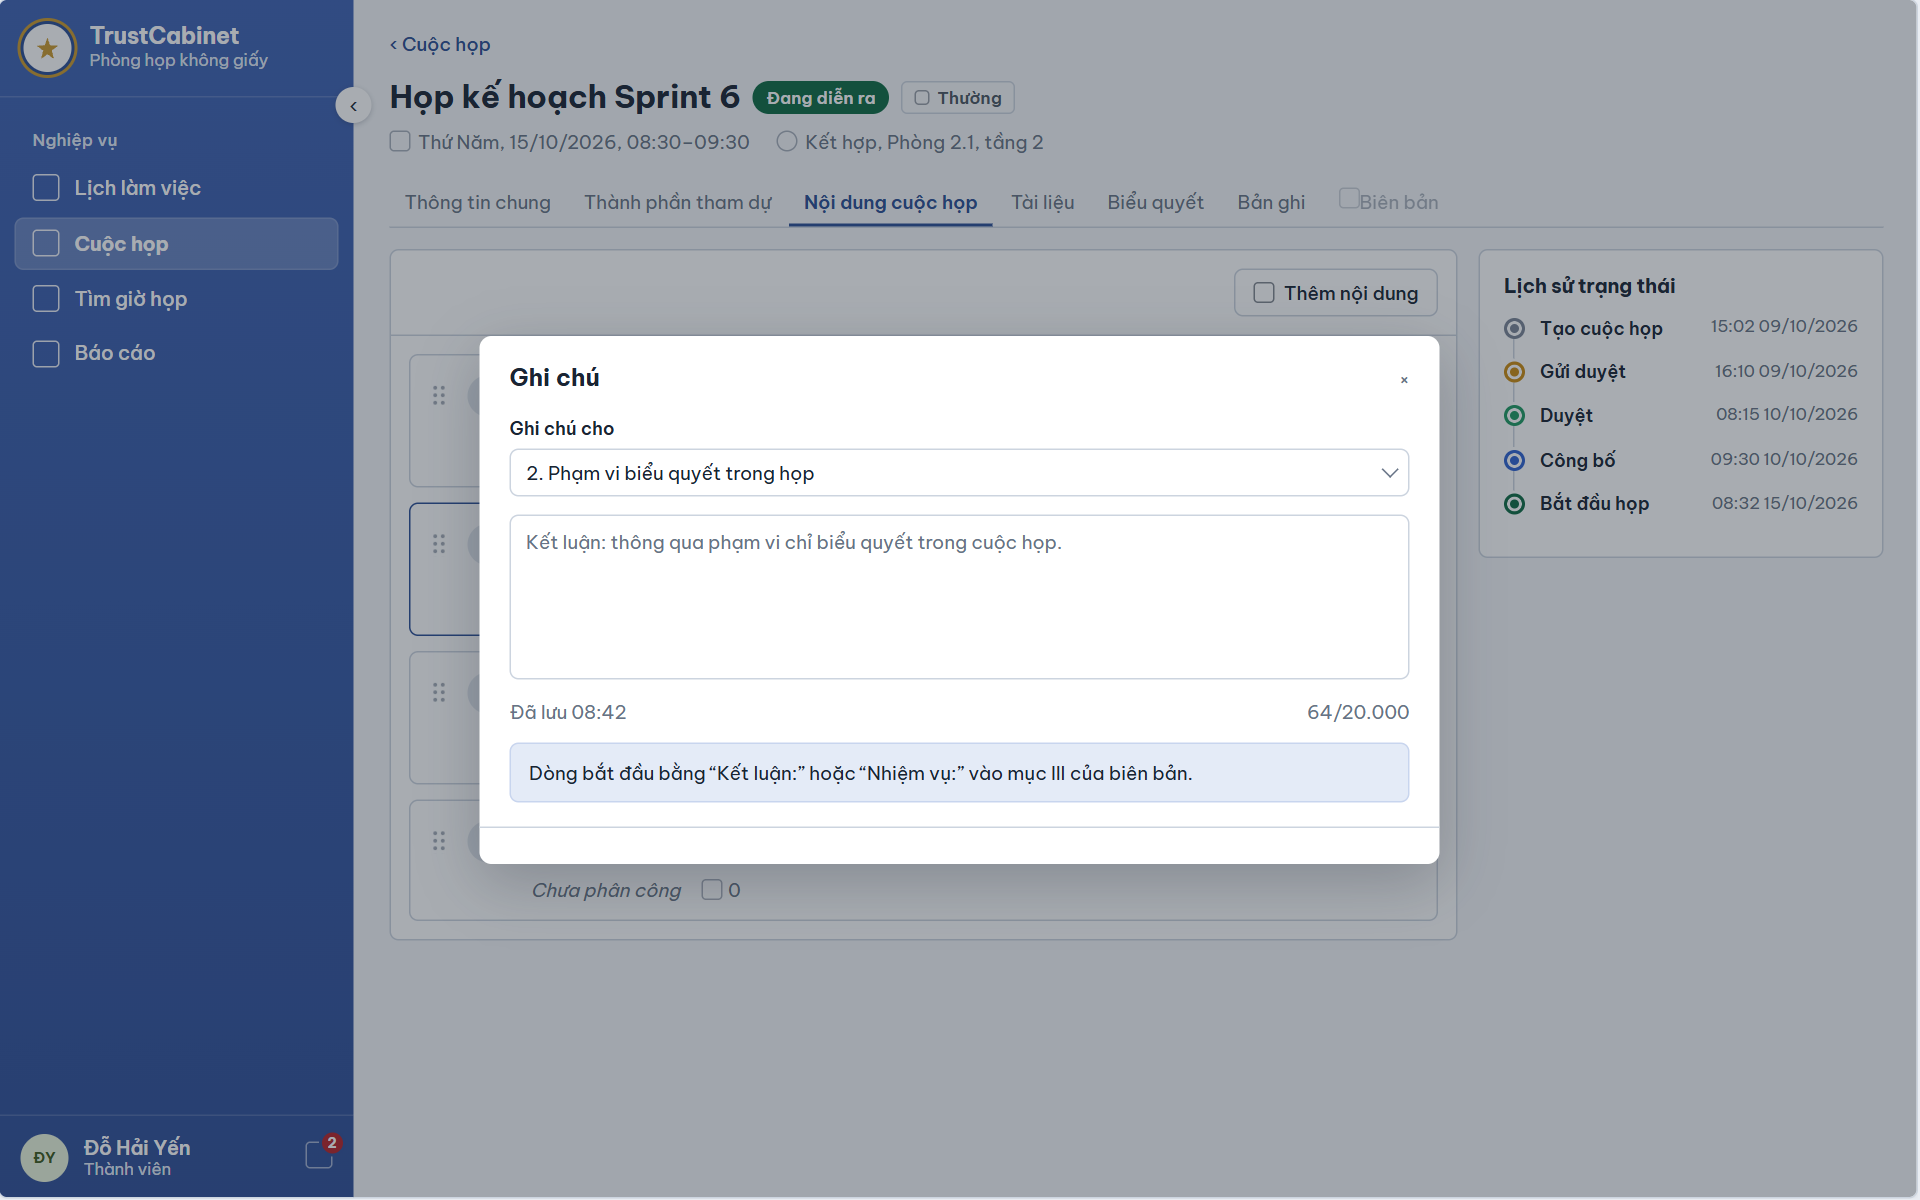 TrustCabinet
Phòng họp không giấy
Nghiệp vụ
Lịch làm việc
Cuộc họp
Tìm giờ họp
Báo cáo
ĐY
Đỗ Hải Yến
Thành viên
2
‹ Cuộc họp
Họp kế hoạch Sprint 6
Đang diễn ra
Thường
Thứ Năm, 15/10/2026, 08:30–09:30
Kết hợp, Phòng 2.1, tầng 2
Thông tin chung
Thành phần tham dự
Nội dung cuộc họp
Tài liệu
Biểu quyết
Bản ghi
Biên bản
Thêm nội dung
Ghi chú
×
Ghi chú cho
2. Phạm vi biểu quyết trong họp
Kết luận: thông qua phạm vi chỉ biểu quyết trong cuộc họp.
Đã lưu 08:42
64/20.000
Dòng bắt đầu bằng “Kết luận:” hoặc “Nhiệm vụ:” vào mục III của biên bản.
Chưa phân công
0
Lịch sử trạng thái
Tạo cuộc họp 15:02 09/10/2026
Gửi duyệt 16:10 09/10/2026
Duyệt 08:15 10/10/2026
Công bố 09:30 10/10/2026
Bắt đầu họp 08:32 15/10/2026